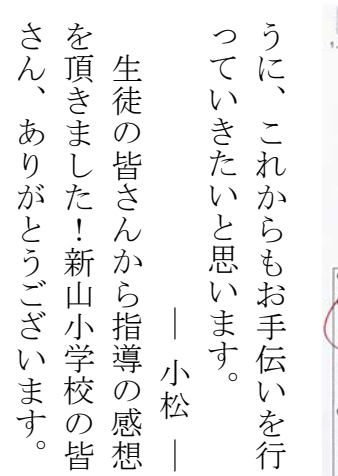 うに、これからもお手伝いを行
っていきたいと思います。
― 小松 ―
生徒の皆さんから指導の感想
を頂きました！新山小学校の皆
さん、ありがとうございます。